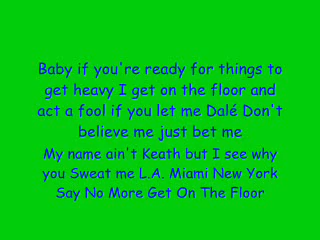 Baby if you're ready for things to
get heavy I get on the floor and
act a fool if you let me Dalé Don't
believe me just bet me
My name ain't Keath but I see why
you Sweat me L.A. Miami New York
Say No More Get On The Floor